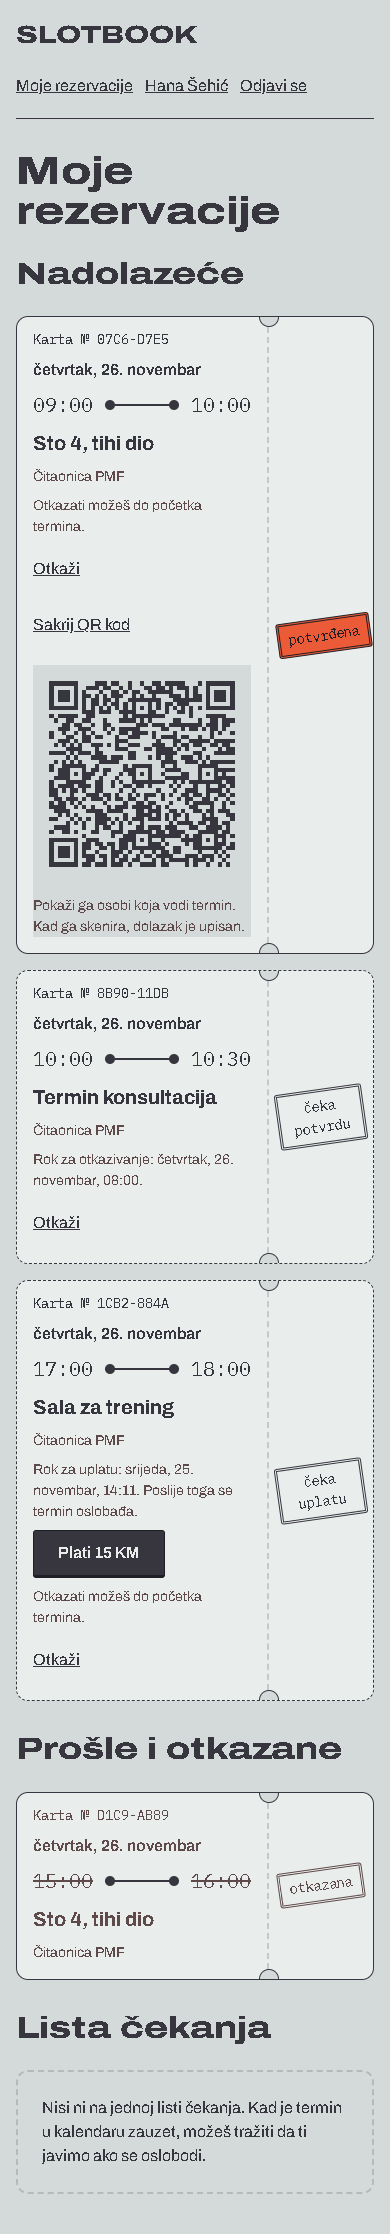 SLOTBOOK
Moje rezervacije Hana Šehić Odjavi se
Moje
rezervacije
Nadolazeće
Karta № 07C6-D7E5
četvrtak, 26. novembar
09:00 10:00
Sto 4, tihi dio
Čitaonica PMF
Otkazati možeš do početka
termina.
Otkaži
Sakrij QR kod
potvrđena
Pokaži ga osobi koja vodi termin.
Kad ga skenira, dolazak je upisan.
Karta № 8B90-11DB
četvrtak, 26. novembar
10:00 10:30
Termin konsultacija
Čitaonica PMF
Rok za otkazivanje: četvrtak, 26.
novembar, 08:00.
Otkaži
čeka
potvrdu
Karta № 1CB2-884A
četvrtak, 26. novembar
17:00 18:00
Sala za trening
Čitaonica PMF
Rok za uplatu: srijeda, 25.
novembar, 14:11. Poslije toga se
termin oslobađa.
Plati 15 KM
Otkazati možeš do početka
termina.
Otkaži
čeka
uplatu
Prošle i otkazane
Karta № D1C9-AB89
četvrtak, 26. novembar
15:00 16:00
Sto 4, tihi dio
Čitaonica PMF
otkazana
Lista čekanja
Nisi ni na jednoj listi čekanja. Kad je termin
u kalendaru zauzet, možeš tražiti da ti
javimo ako se oslobodi.